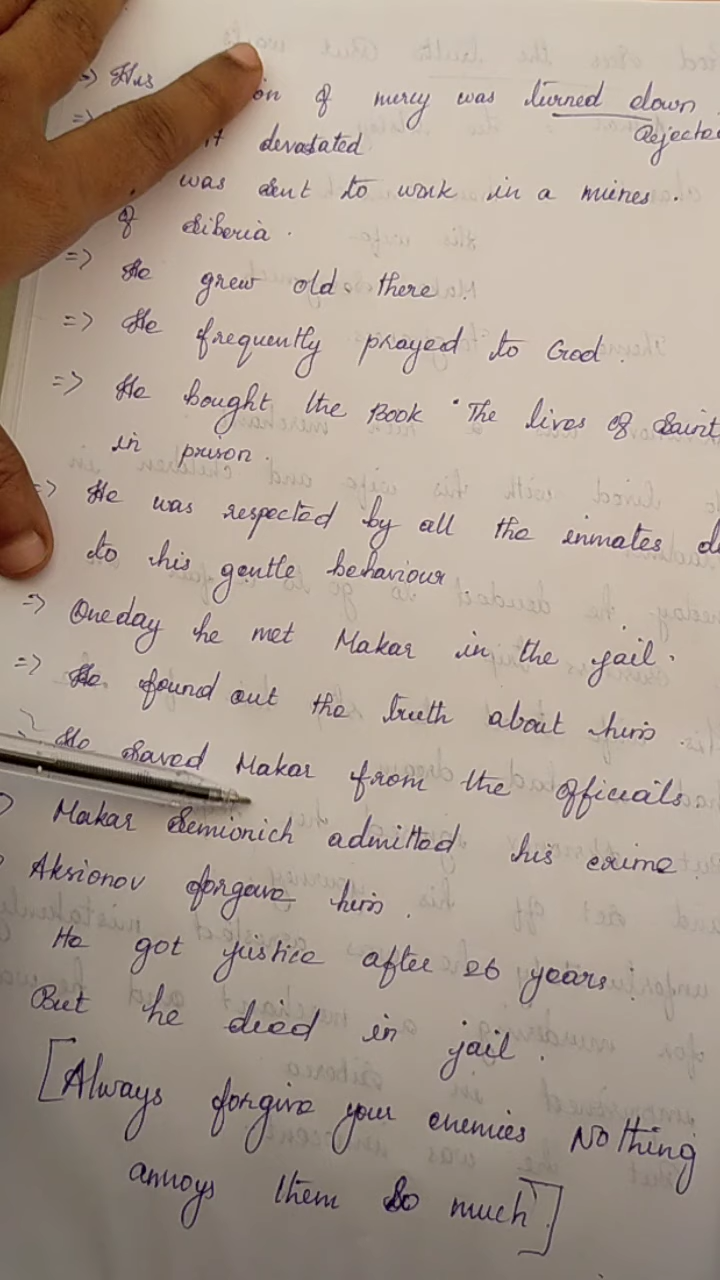 => His on of mercy was turned down
Rejected
=> it devastated
was sent to work in a mines.
of Siberia.
=> He grew old there.
=> He frequently prayed to God.
=> He bought the Book "The lives of Saint
in prison.
=> He was respected by all the inmates d
to his gentle behaviour.
=> Oneday he met Makar in the jail.
=> He found out the truth about him.
=> He saved Makar from the officials
Makar Semionich admitted his crime.
Aksionov forgave him.
He got justice after 26 years.
But he died in jail.
[Always forgive your enemies Nothing
annoys them so much]